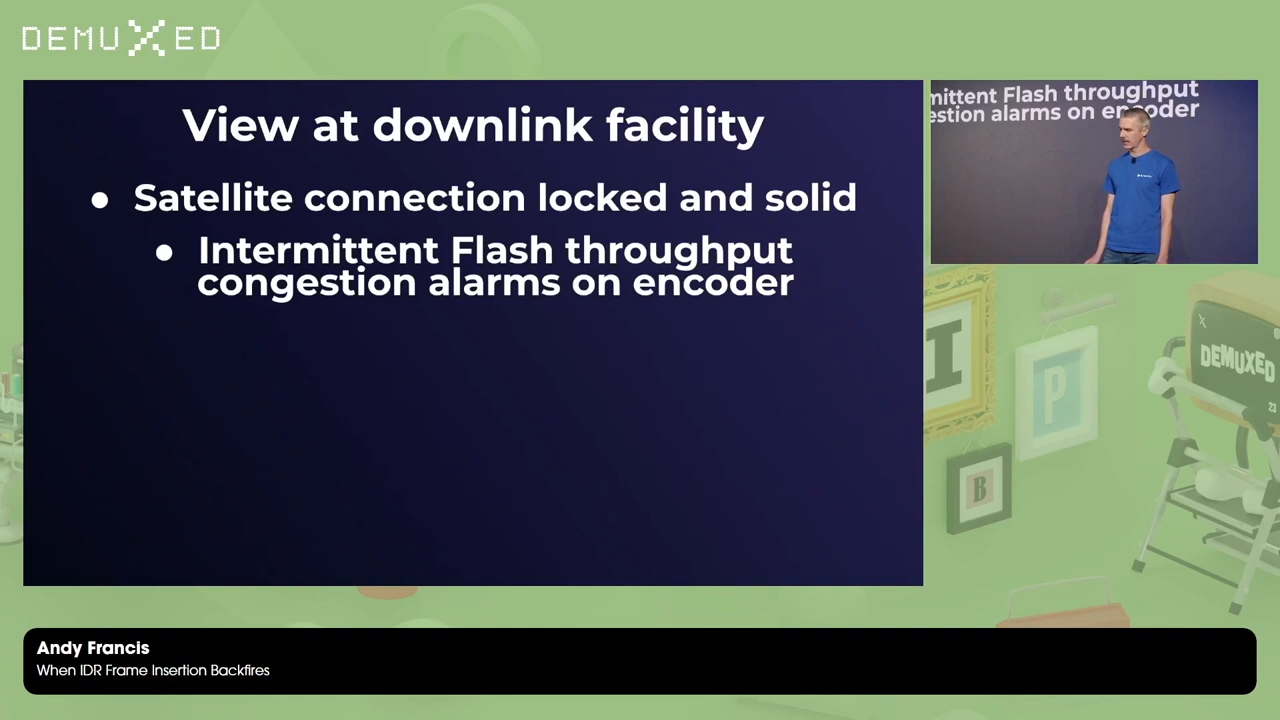 DEMUXED
View at downlink facility
● Satellite connection locked and solid
● Intermittent Flash throughput
congestion alarms on encoder
mittent Flash throughput
estion alarms on encoder
I
P
B
DEMUXED
23
Andy Francis
When IDR Frame Insertion Backfires